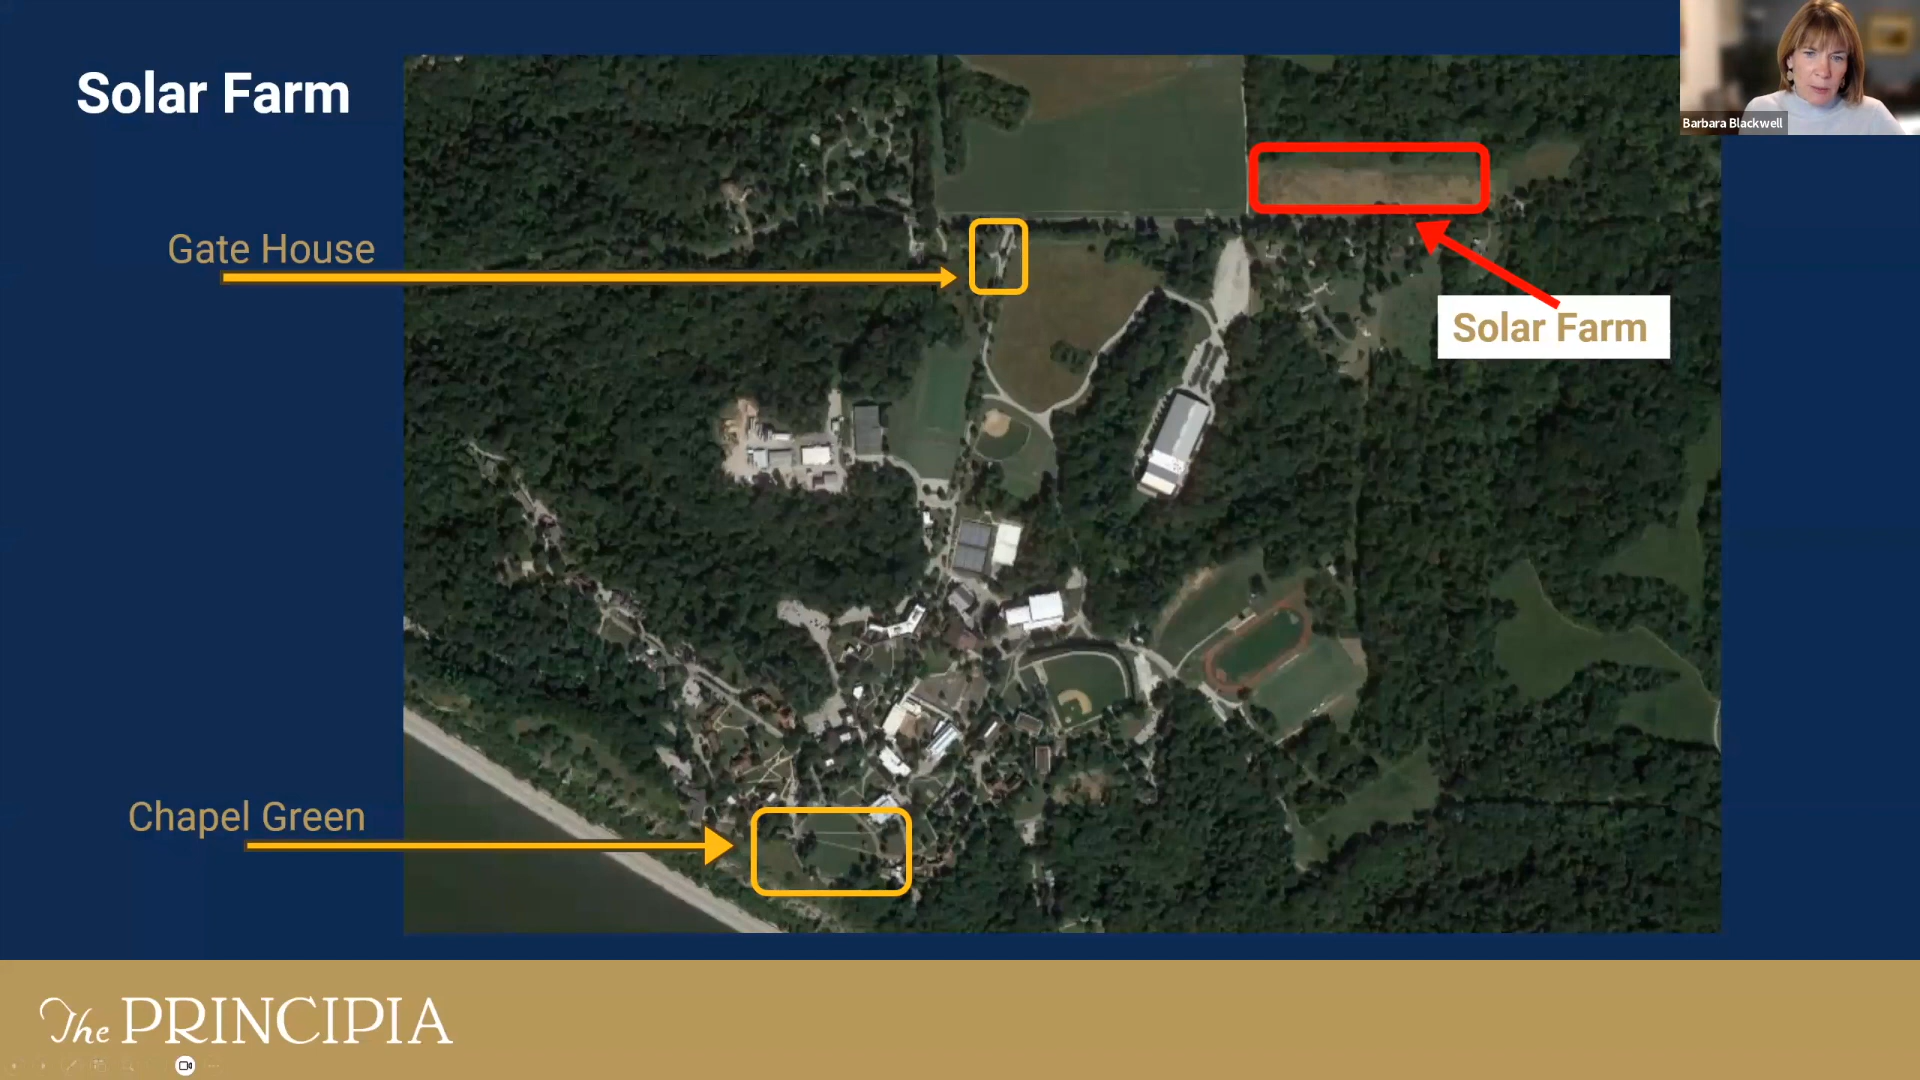 Solar Farm
Barbara Blackwell
Gate House
Solar Farm
Chapel Green
The PRINCIPIA